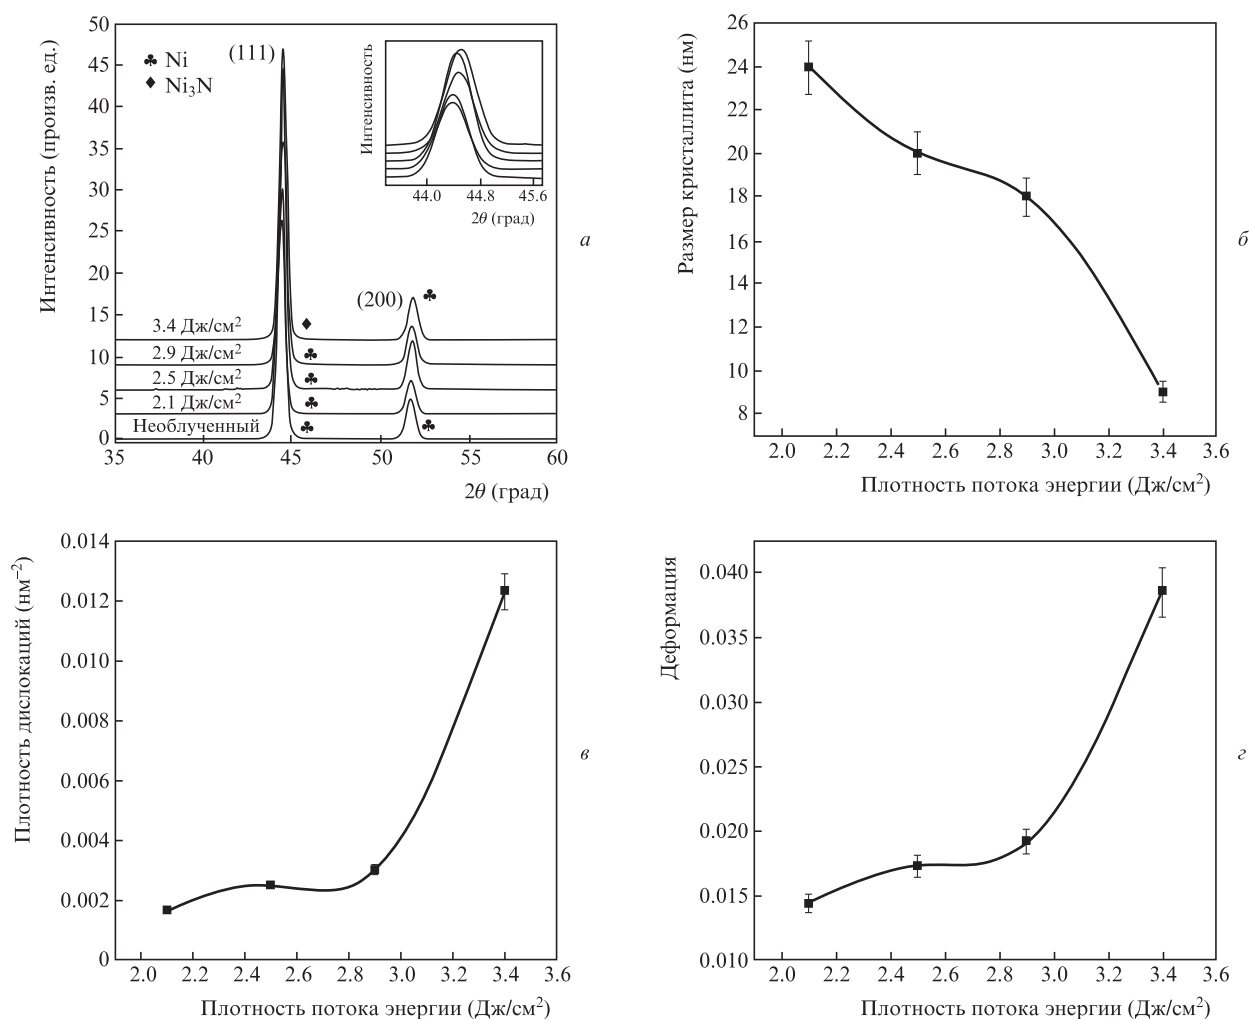 50
45
40
35
30
25
20
15
10
5
0
Интенсивность (произв. ед.)
♣ Ni
♦ Ni₃N
(111)
(200)
3.4 Дж/см²
2.9 Дж/см²
2.5 Дж/см²
2.1 Дж/см²
Необлученный
35 40 45 50 55 60
2θ (град)
Интенсивность
44.0 44.8 45.6
2θ (град)
а
26
24
22
20
18
16
14
12
10
8
Размер кристаллита (нм)
2.0 2.2 2.4 2.6 2.8 3.0 3.2 3.4 3.6
Плотность потока энергии (Дж/см²)
б
0.014
0.012
0.010
0.008
0.006
0.004
0.002
0
Плотность дислокаций (нм⁻²)
2.0 2.2 2.4 2.6 2.8 3.0 3.2 3.4 3.6
Плотность потока энергии (Дж/см²)
в
0.040
0.035
0.030
0.025
0.020
0.015
0.010
Деформация
2.0 2.2 2.4 2.6 2.8 3.0 3.2 3.4 3.6
Плотность потока энергии (Дж/см²)
г